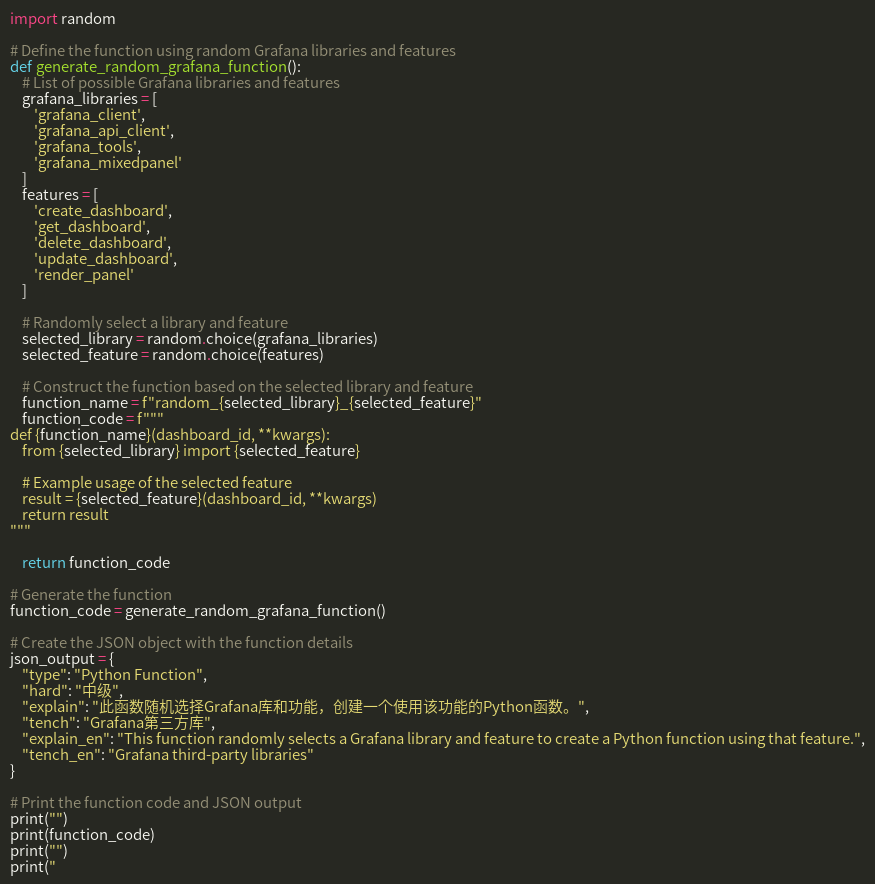 import random

# Define the function using random Grafana libraries and features
def generate_random_grafana_function():
    # List of possible Grafana libraries and features
    grafana_libraries = [
        'grafana_client',
        'grafana_api_client',
        'grafana_tools',
        'grafana_mixedpanel'
    ]
    features = [
        'create_dashboard',
        'get_dashboard',
        'delete_dashboard',
        'update_dashboard',
        'render_panel'
    ]

    # Randomly select a library and feature
    selected_library = random.choice(grafana_libraries)
    selected_feature = random.choice(features)

    # Construct the function based on the selected library and feature
    function_name = f"random_{selected_library}_{selected_feature}"
    function_code = f"""
def {function_name}(dashboard_id, **kwargs):
    from {selected_library} import {selected_feature}

    # Example usage of the selected feature
    result = {selected_feature}(dashboard_id, **kwargs)
    return result
"""

    return function_code

# Generate the function
function_code = generate_random_grafana_function()

# Create the JSON object with the function details
json_output = {
    "type": "Python Function",
    "hard": "中级",
    "explain": "此函数随机选择Grafana库和功能，创建一个使用该功能的Python函数。",
    "tench": "Grafana第三方库",
    "explain_en": "This function randomly selects a Grafana library and feature to create a Python function using that feature.",
    "tench_en": "Grafana third-party libraries"
}

# Print the function code and JSON output
print("")
print(function_code)
print("")
print("